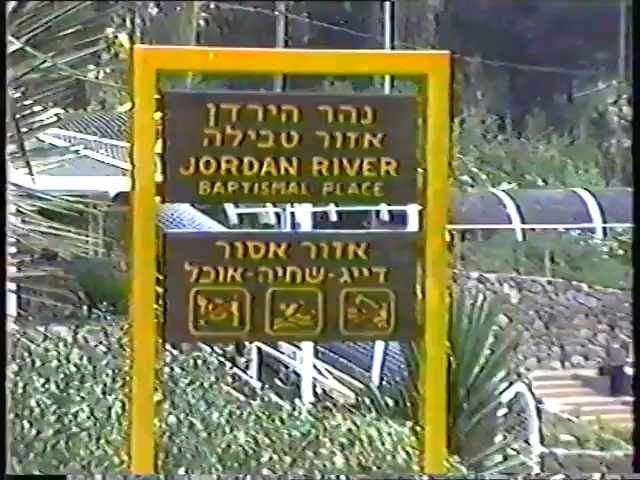 נהר הירדן
אזור טבילה
JORDAN RIVER
BAPTISMAL PLACE
אזור אסור
דייג-שחיה-אוכל